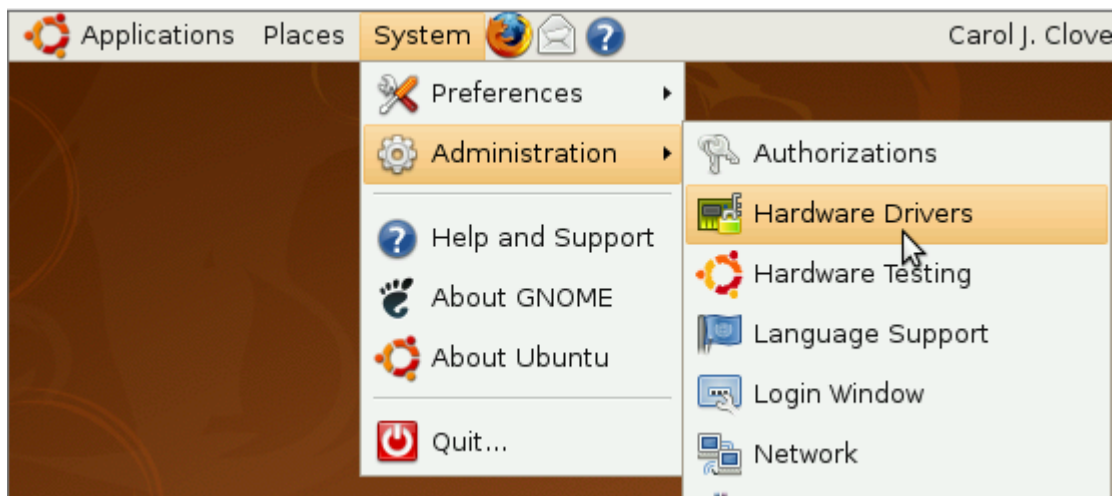 Applications Places System Carol J. Clove
Preferences
Administration
Help and Support
About GNOME
About Ubuntu
Quit...
Authorizations
Hardware Drivers
Hardware Testing
Language Support
Login Window
Network